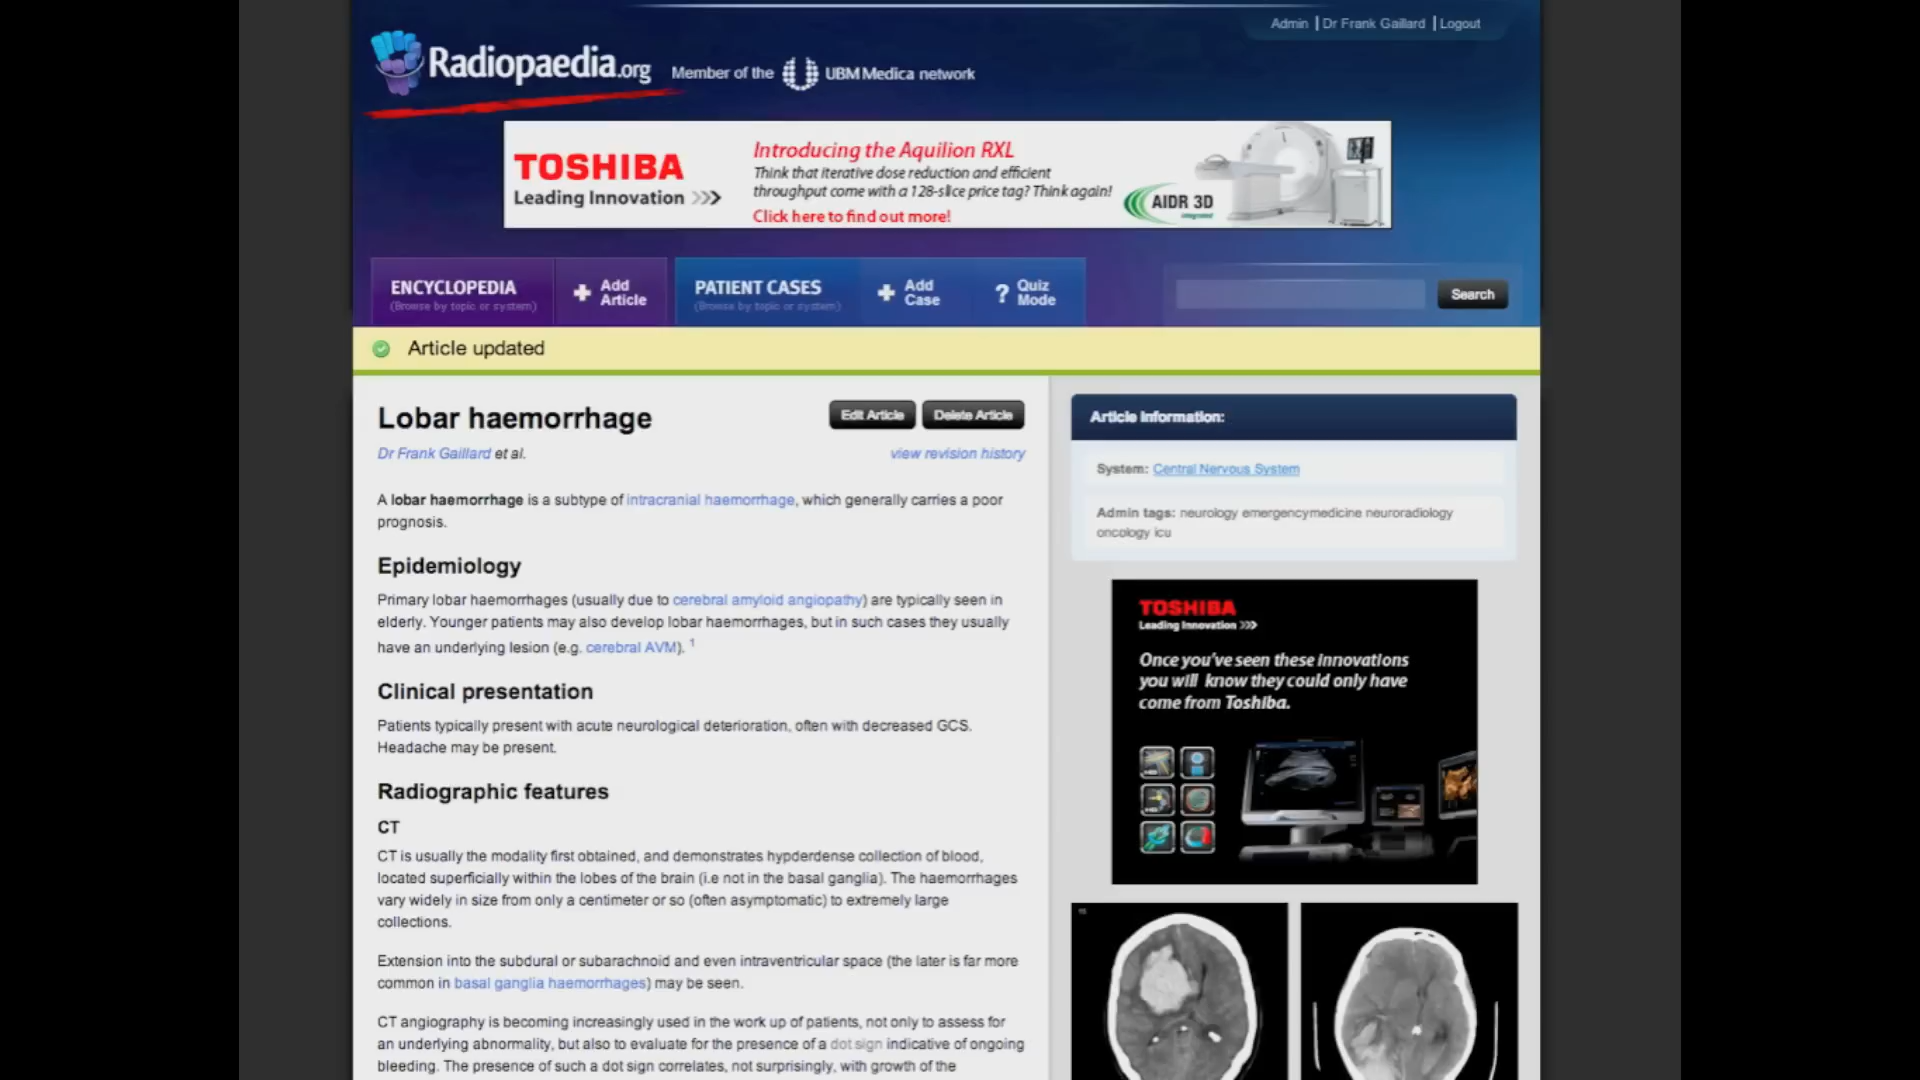 Admin | Dr Frank Gaillard | Logout
Radiopaedia.org Member of the UBM Medica network
TOSHIBA
Leading Innovation >>>
Introducing the Aquilion RXL
Think that iterative dose reduction and efficient
throughput come with a 128-slice price tag? Think again!
Click here to find out more!
AIDR 3D
integrated
ENCYCLOPEDIA
(Browse by topic or system)
Add
Article
PATIENT CASES
(Browse by topic or system)
Add
Case
? Quiz
Mode
Search
Article updated
Lobar haemorrhage
Edit Article Delete Article
Dr Frank Gaillard et al. view revision history
A lobar haemorrhage is a subtype of intracranial haemorrhage, which generally carries a poor
prognosis.
Epidemiology
Primary lobar haemorrhages (usually due to cerebral amyloid angiopathy) are typically seen in
elderly. Younger patients may also develop lobar haemorrhages, but in such cases they usually
have an underlying lesion (e.g. cerebral AVM). 1
Clinical presentation
Patients typically present with acute neurological deterioration, often with decreased GCS.
Headache may be present.
Radiographic features
CT
CT is usually the modality first obtained, and demonstrates hypderdense collection of blood,
located superficially within the lobes of the brain (i.e not in the basal ganglia). The haemorrhages
vary widely in size from only a centimeter or so (often asymptomatic) to extremely large
collections.
Extension into the subdural or subarachnoid and even intraventricular space (the later is far more
common in basal ganglia haemorrhages) may be seen.
CT angiography is becoming increasingly used in the work up of patients, not only to assess for
an underlying abnormality, but also to evaluate for the presence of a dot sign indicative of ongoing
bleeding. The presence of such a dot sign correlates, not surprisingly, with growth of the
Article Information:
System: Central Nervous System
Admin tags: neurology emergencymedicine neuroradiology
oncology icu
TOSHIBA
Leading Innovation >>>
Once you've seen these innovations
you will know they could only have
come from Toshiba.